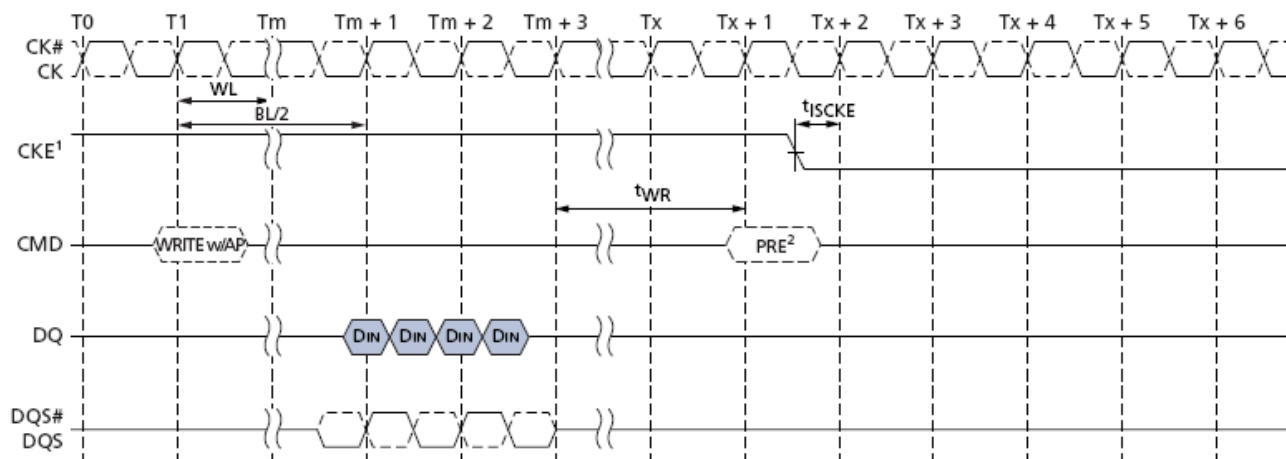 T0 T1 Tm Tm + 1 Tm + 2 Tm + 3 Tx Tx + 1 Tx + 2 Tx + 3 Tx + 4 Tx + 5 Tx + 6
CK#
CK
WL
BL/2
tISCKE
CKE1
tWR
CMD WRITE w/AP PRE2
DQ DIN DIN DIN DIN
DQS#
DQS